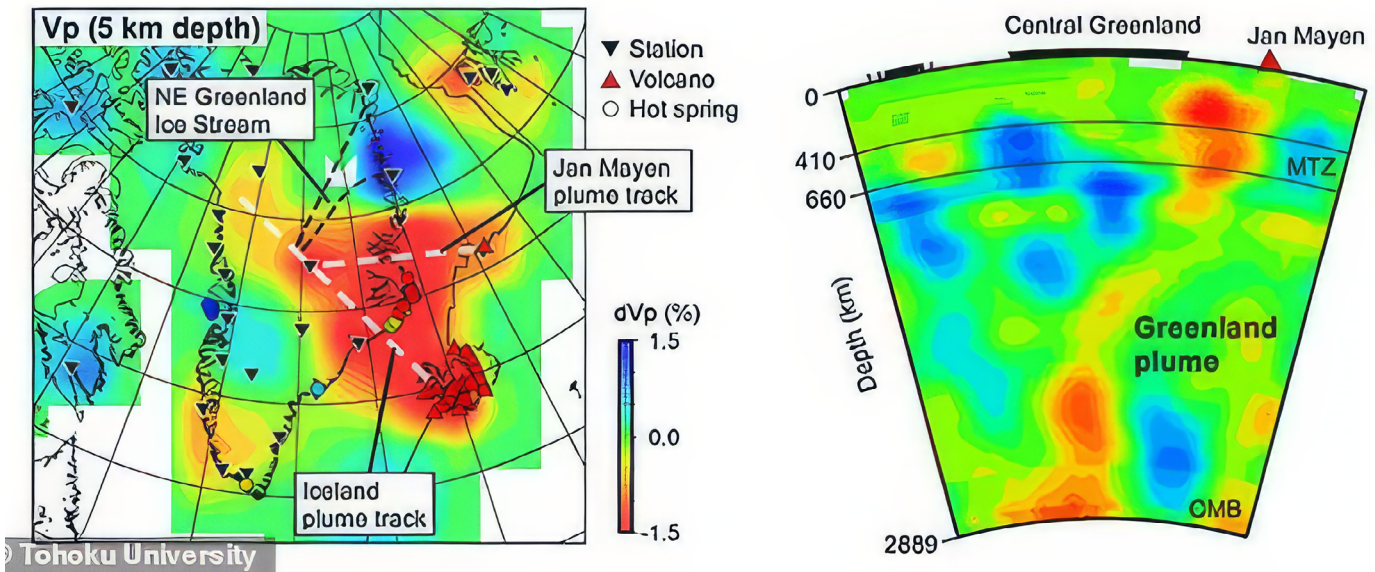 Vp (5 km depth)
NE Greenland
Ice Stream
Station
Volcano
Hot spring
Jan Mayen
plume track
dVp (%)
1.5
0.0
-1.5
Iceland
plume track
© Tohoku University
Central Greenland
Jan Mayen
0
410
660
MTZ
Depth (km)
Greenland
plume
CMB
2889